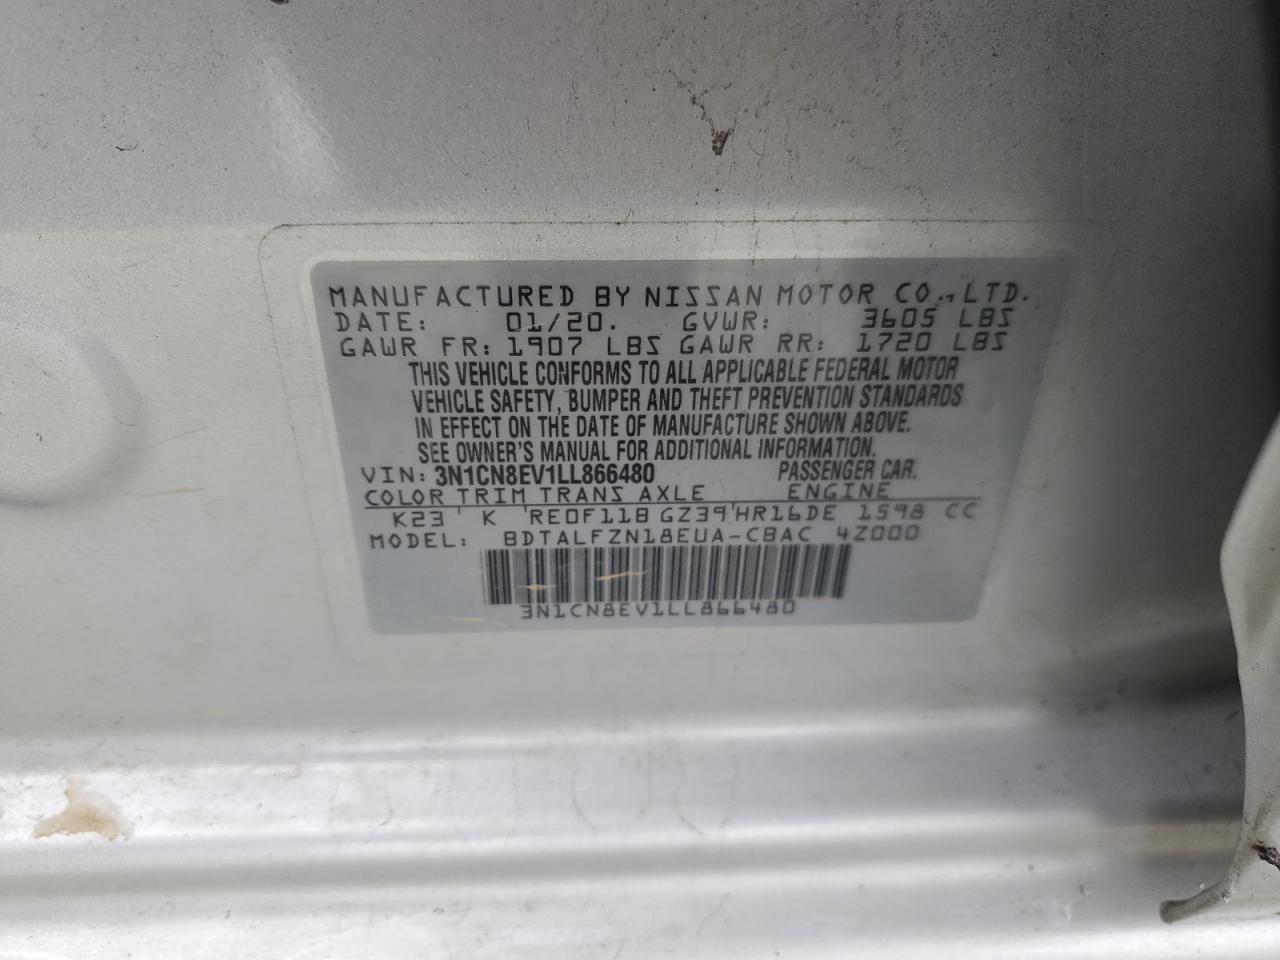 MANUFACTURED BY NISSAN MOTOR CO., LTD.
DATE: 01/20. GVWR: 3605 LBS
GAWR FR: 1907 LBS GAWR RR: 1720 LBS
THIS VEHICLE CONFORMS TO ALL APPLICABLE FEDERAL MOTOR
VEHICLE SAFETY, BUMPER AND THEFT PREVENTION STANDARDS
IN EFFECT ON THE DATE OF MANUFACTURE SHOWN ABOVE.
SEE OWNER'S MANUAL FOR ADDITIONAL INFORMATION.
VIN: 3N1CN8EV1LL866480 PASSENGER CAR.
COLOR TRIM TRANS AXLE ENGINE
K23 K RE0F11B GZ39 HR16DE 1598 CC
MODEL: BDTALFZN18EUA-CBAC 4Z000
3N1CN8EV1LL866480